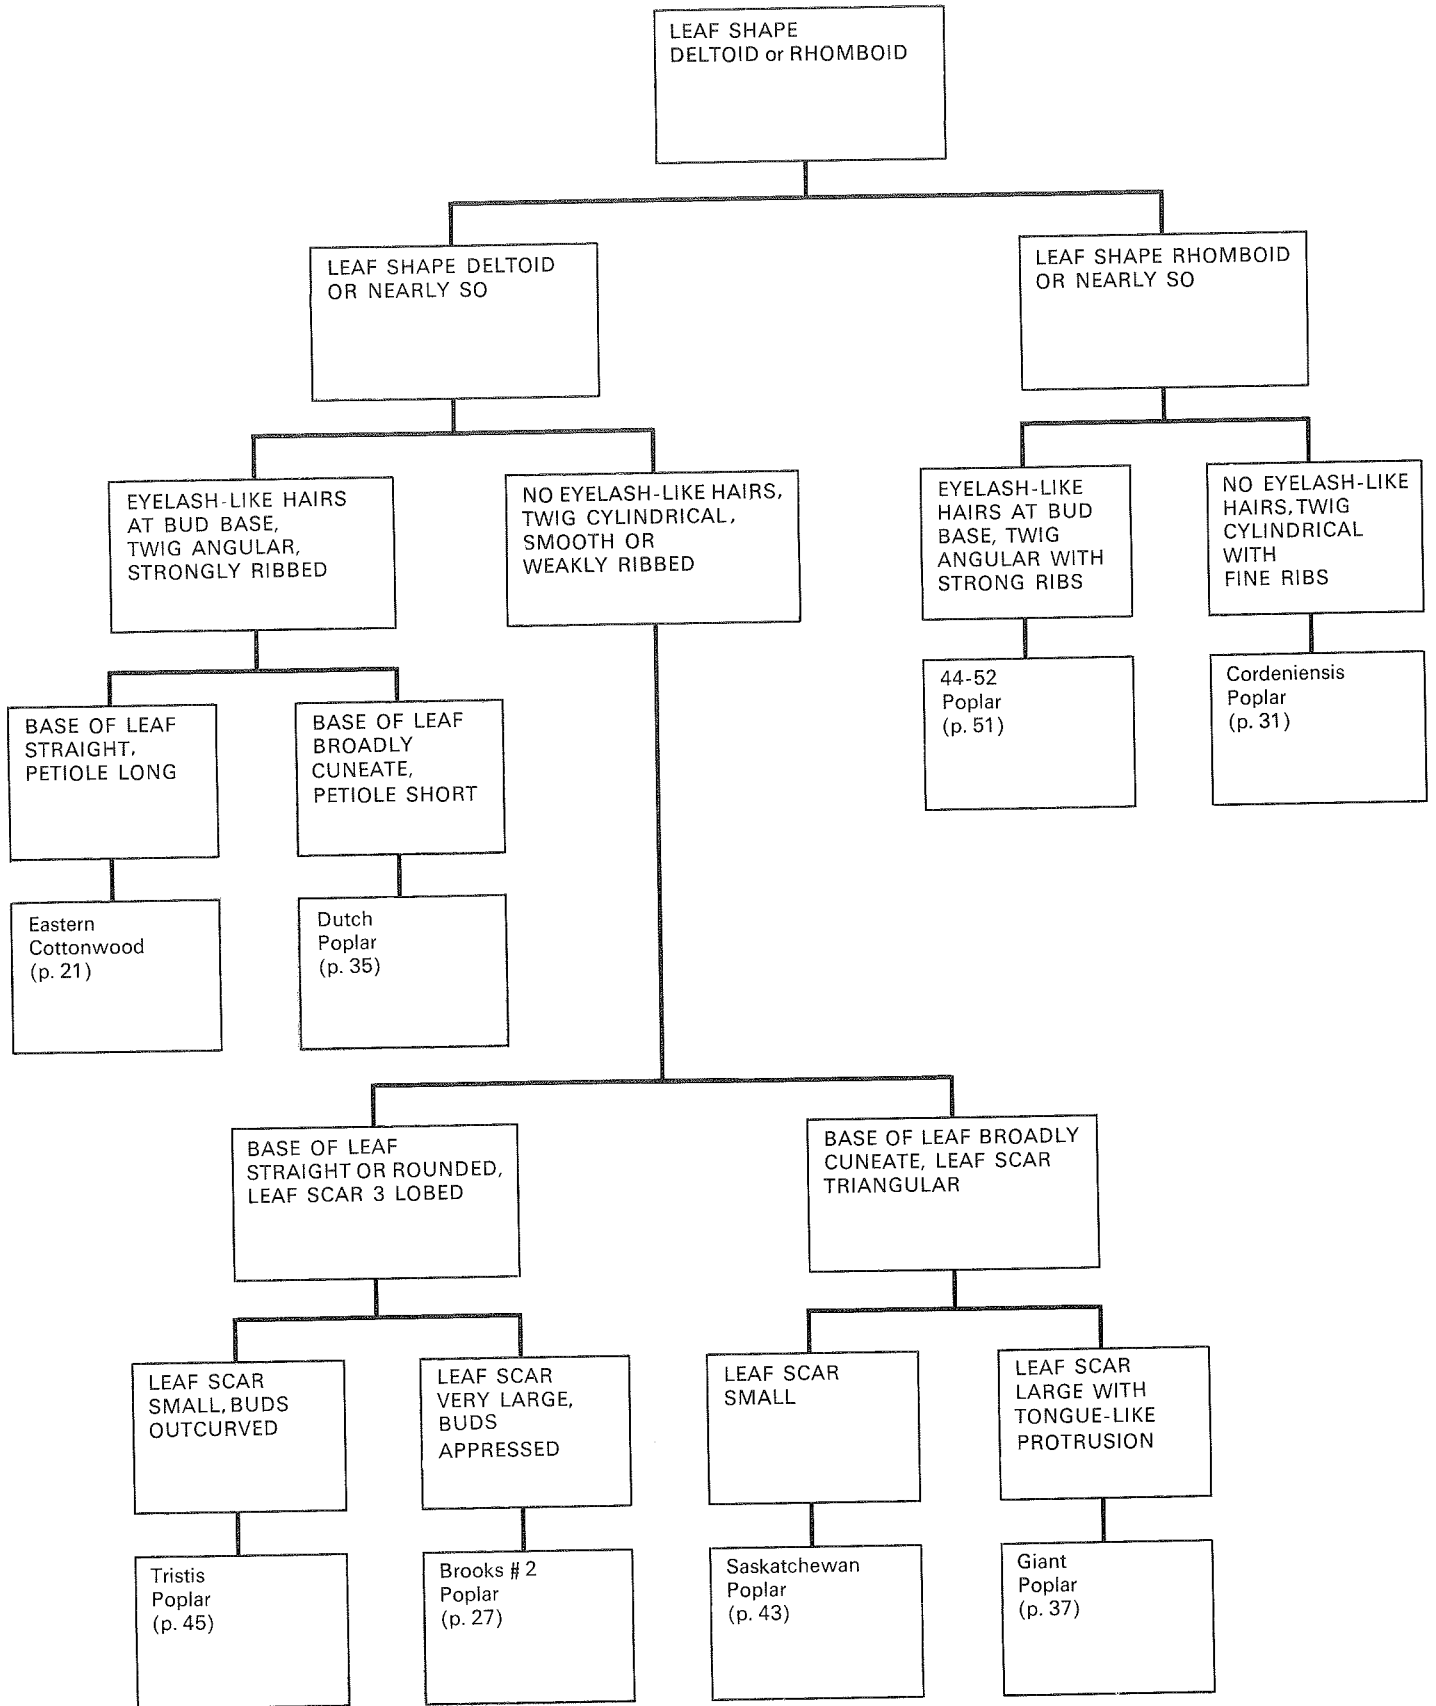 LEAF SHAPE
DELTOID or RHOMBOID
LEAF SHAPE DELTOID
OR NEARLY SO
LEAF SHAPE RHOMBOID
OR NEARLY SO
EYELASH-LIKE HAIRS
AT BUD BASE,
TWIG ANGULAR,
STRONGLY RIBBED
NO EYELASH-LIKE HAIRS,
TWIG CYLINDRICAL,
SMOOTH OR
WEAKLY RIBBED
EYELASH-LIKE
HAIRS AT BUD
BASE, TWIG
ANGULAR WITH
STRONG RIBS
NO EYELASH-LIKE
HAIRS, TWIG
CYLINDRICAL
WITH
FINE RIBS
BASE OF LEAF
STRAIGHT,
PETIOLE LONG
BASE OF LEAF
BROADLY
CUNEATE,
PETIOLE SHORT
44-52
Poplar
(p. 51)
Cordeniensis
Poplar
(p. 31)
Eastern
Cottonwood
(p. 21)
Dutch
Poplar
(p. 35)
BASE OF LEAF
STRAIGHT OR ROUNDED,
LEAF SCAR 3 LOBED
BASE OF LEAF BROADLY
CUNEATE, LEAF SCAR
TRIANGULAR
LEAF SCAR
SMALL, BUDS
OUTCURVED
LEAF SCAR
VERY LARGE,
BUDS
APPRESSED
LEAF SCAR
SMALL
LEAF SCAR
LARGE WITH
TONGUE-LIKE
PROTRUSION
Tristis
Poplar
(p. 45)
Brooks #2
Poplar
(p. 27)
Saskatchewan
Poplar
(p. 43)
Giant
Poplar
(p. 37)